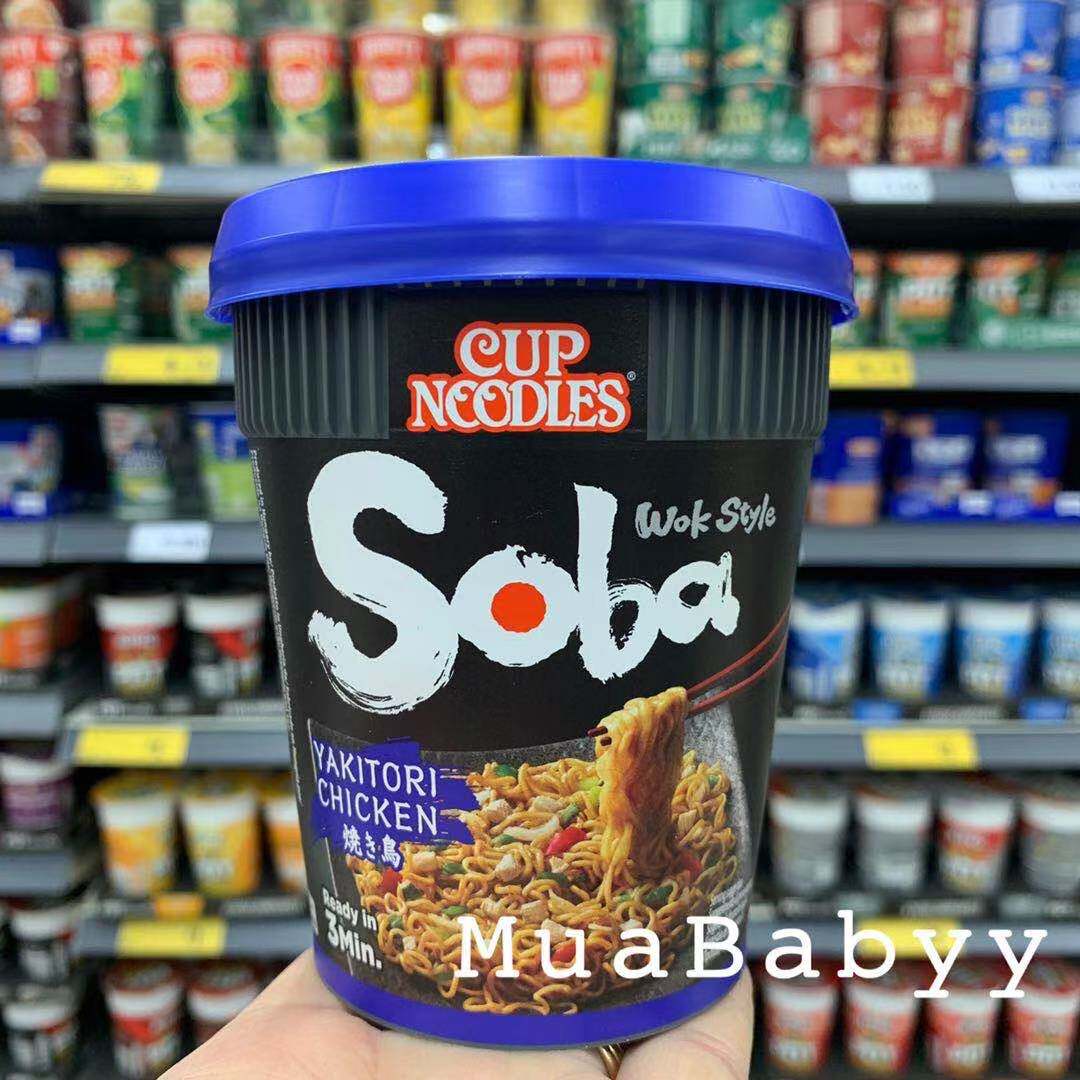 CUP
NOODLES®
Soba
Wok Style
YAKITORI
CHICKEN
焼き鳥
Ready in
3Min.
MuaBabyy